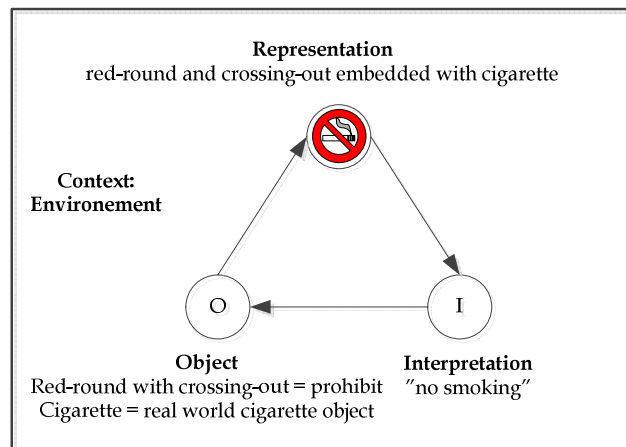 Representation
red-round and crossing-out embedded with cigarette
Context:
Environement
O
I
Object
Red-round with crossing-out = prohibit
Cigarette = real world cigarette object
Interpretation
”no smoking”